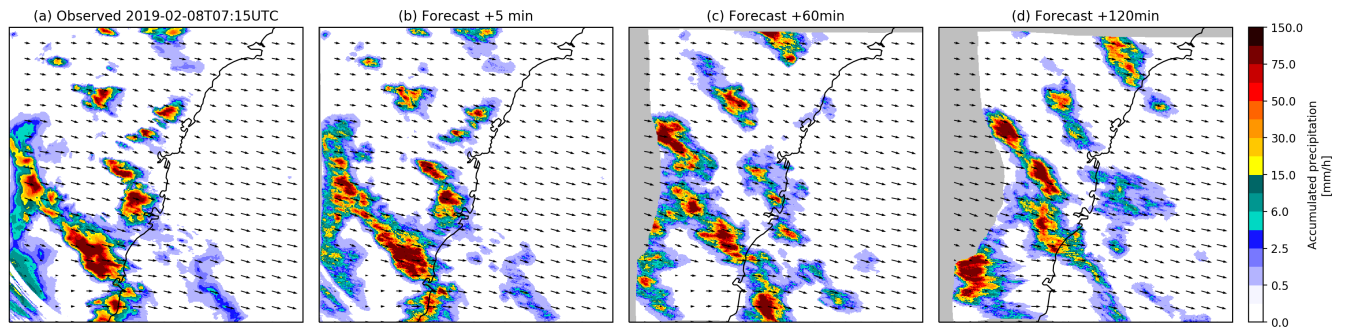 (a) Observed 2019-02-08T07:15UTC
(b) Forecast +5 min
(c) Forecast +60min
(d) Forecast +120min
150.0
75.0
50.0
30.0
15.0
6.0
2.5
0.5
0.0
Accumulated precipitation
[mm/h]